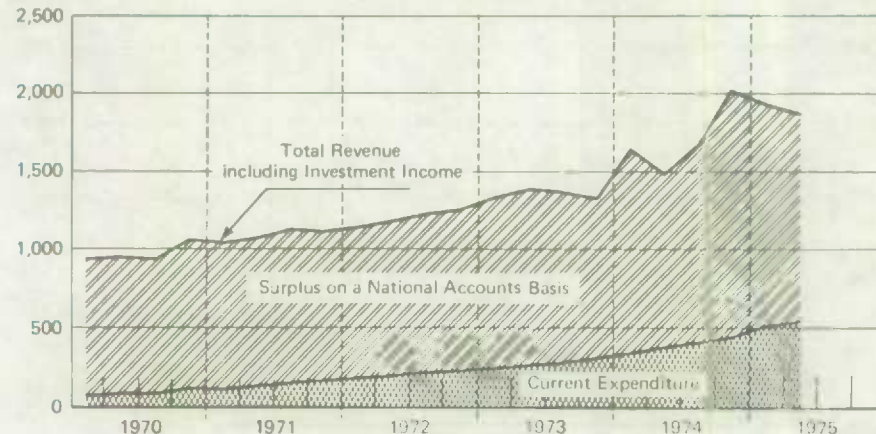 2,500
2,000
1,500
1,000
500
0
Total Revenue
including Investment Income
Surplus on a National Accounts Basis
Current Expenditure
1970 1971 1972 1973 1974 1975